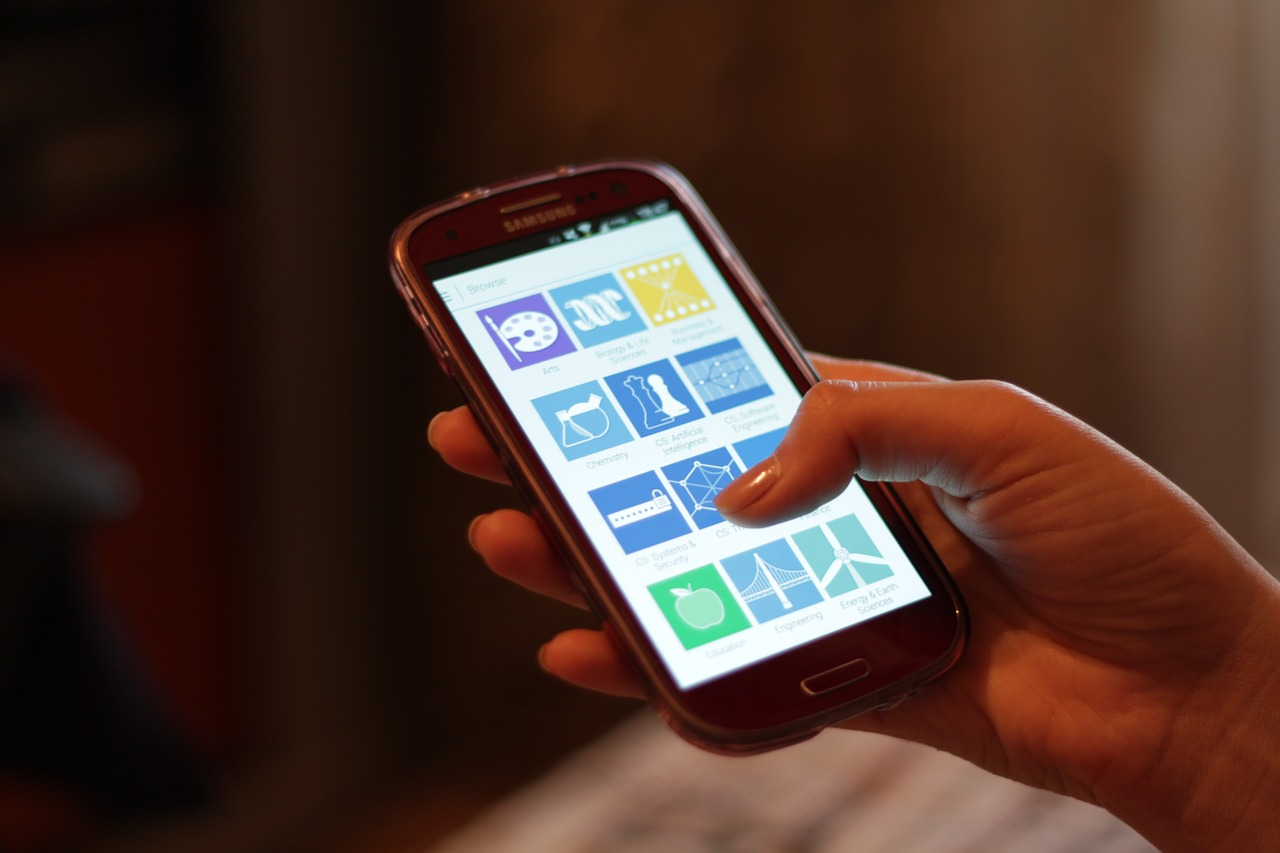 SAMSUNG
Browse
Arts
Biology & Life
Sciences
Business &
Management
Chemistry
CS: Artificial
Intelligence
CS: Software
Engineering
CS: Systems &
Security
CS: T
Education
Engineering
Energy & Earth
Sciences